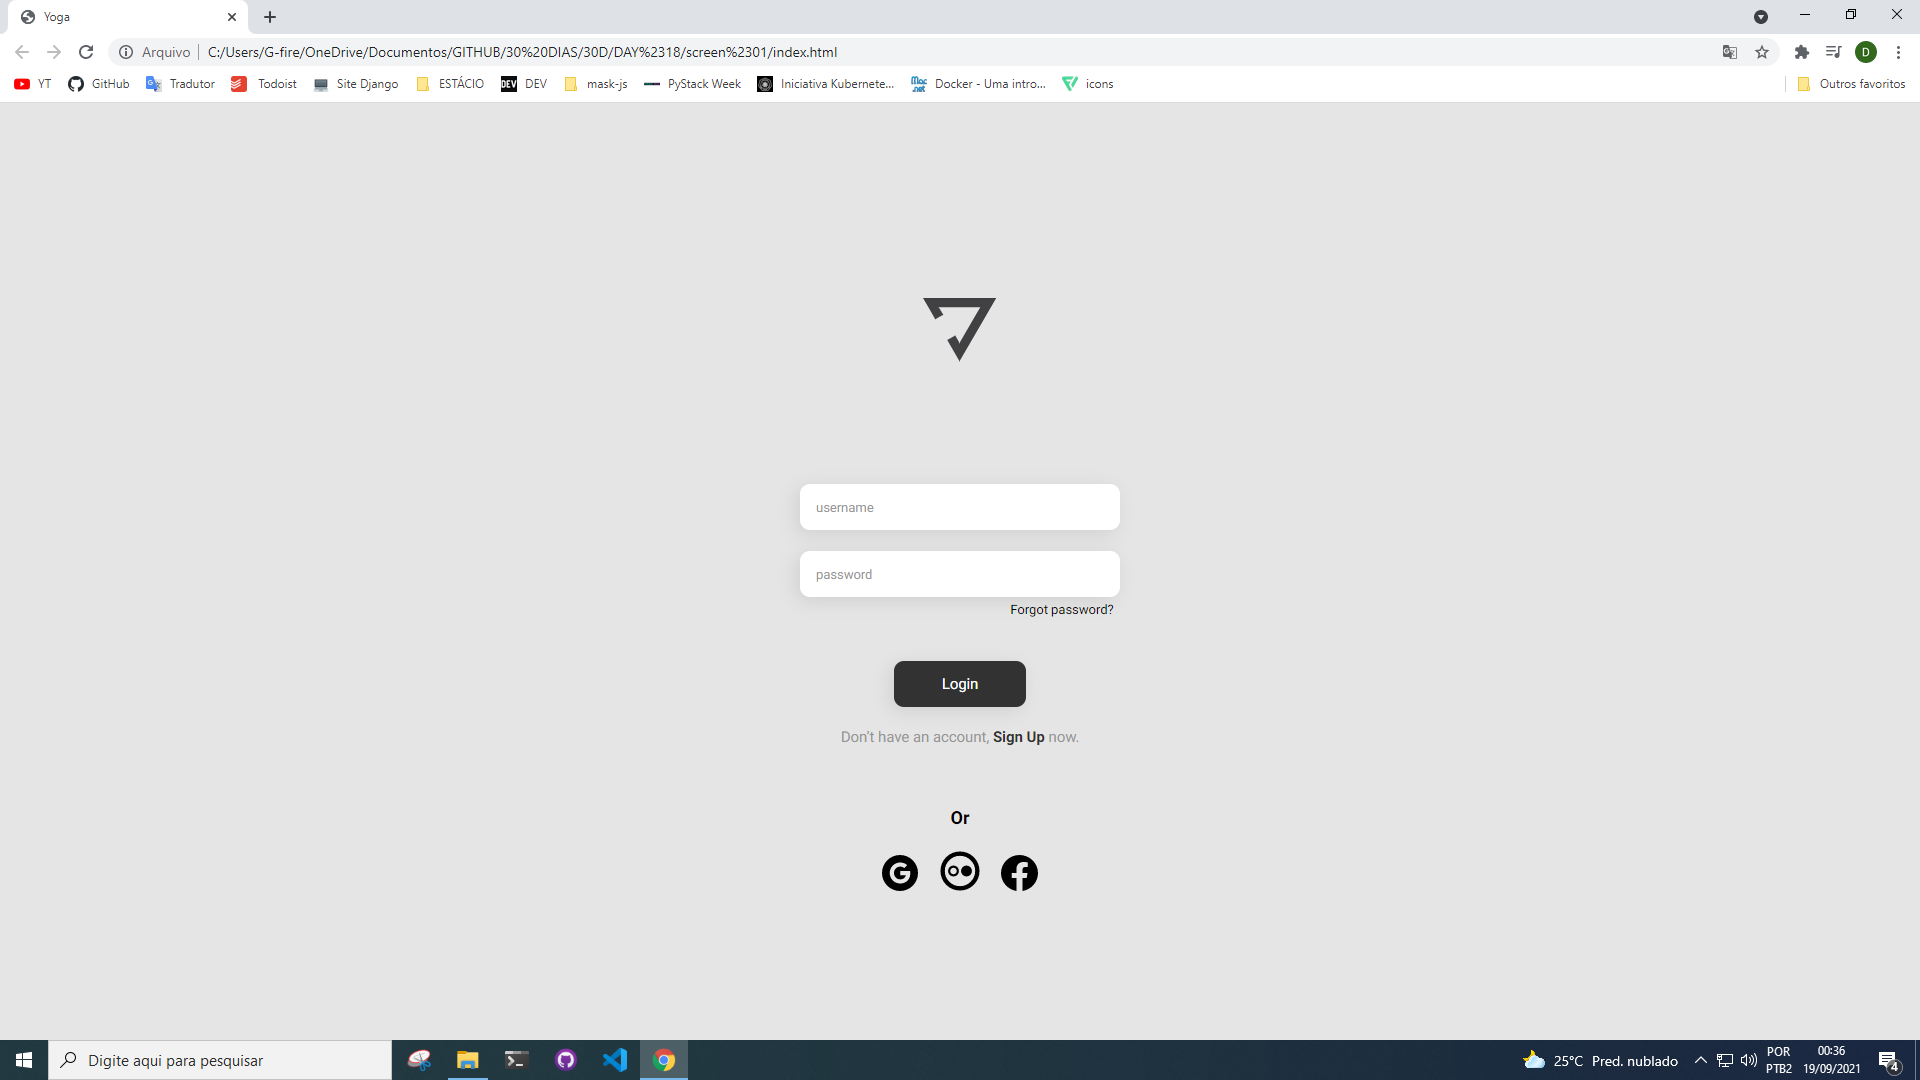 Yoga
Arquivo C:/Users/G-fire/OneDrive/Documentos/GITHUB/30%20DIAS/30D/DAY%2318/screen%2301/index.html
D
YT GitHub Tradutor Todoist Site Django ESTÁCIO DEV DEV mask-js PyStack Week Iniciativa Kubernete... Mac .net Docker - Uma intro... icons Outros favoritos
username
password
Forgot password?
Login
Don't have an account, Sign Up now.
Or
Digite aqui para pesquisar
25°C Pred. nublado
POR
PTB2
00:36
19/09/2021
4